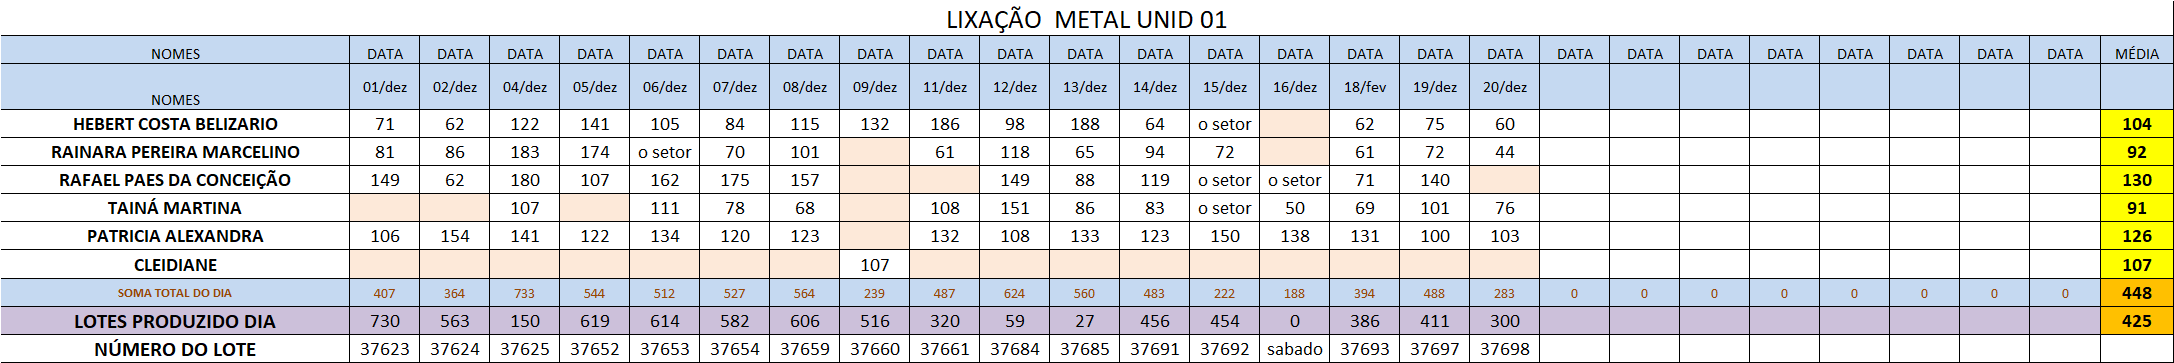 LIXAÇÃO  METAL UNID 01
NOMES DATA DATA DATA DATA DATA DATA DATA DATA DATA DATA DATA DATA DATA DATA DATA DATA DATA DATA DATA DATA DATA DATA DATA DATA DATA MÉDIA
NOMES 01/dez 02/dez 04/dez 05/dez 06/dez 07/dez 08/dez 09/dez 11/dez 12/dez 13/dez 14/dez 15/dez 16/dez 18/fev 19/dez 20/dez
HEBERT COSTA BELIZARIO 71 62 122 141 105 84 115 132 186 98 188 64 o setor 62 75 60 104
RAINARA PEREIRA MARCELINO 81 86 183 174 o setor 70 101 61 118 65 94 72 61 72 44 92
RAFAEL PAES DA CONCEIÇÃO 149 62 180 107 162 175 157 149 88 119 o setor o setor 71 140 130
TAINÁ MARTINA 107 111 78 68 108 151 86 83 o setor 50 69 101 76 91
PATRICIA ALEXANDRA 106 154 141 122 134 120 123 132 108 133 123 150 138 131 100 103 126
CLEIDIANE 107 107
SOMA TOTAL DO DIA 407 364 733 544 512 527 564 239 487 624 560 483 222 188 394 488 283 0 0 0 0 0 0 0 0 448
LOTES PRODUZIDO DIA 730 563 150 619 614 582 606 516 320 59 27 456 454 0 386 411 300 425
NÚMERO DO LOTE 37623 37624 37625 37652 37653 37654 37659 37660 37661 37684 37685 37691 37692 sabado 37693 37697 37698